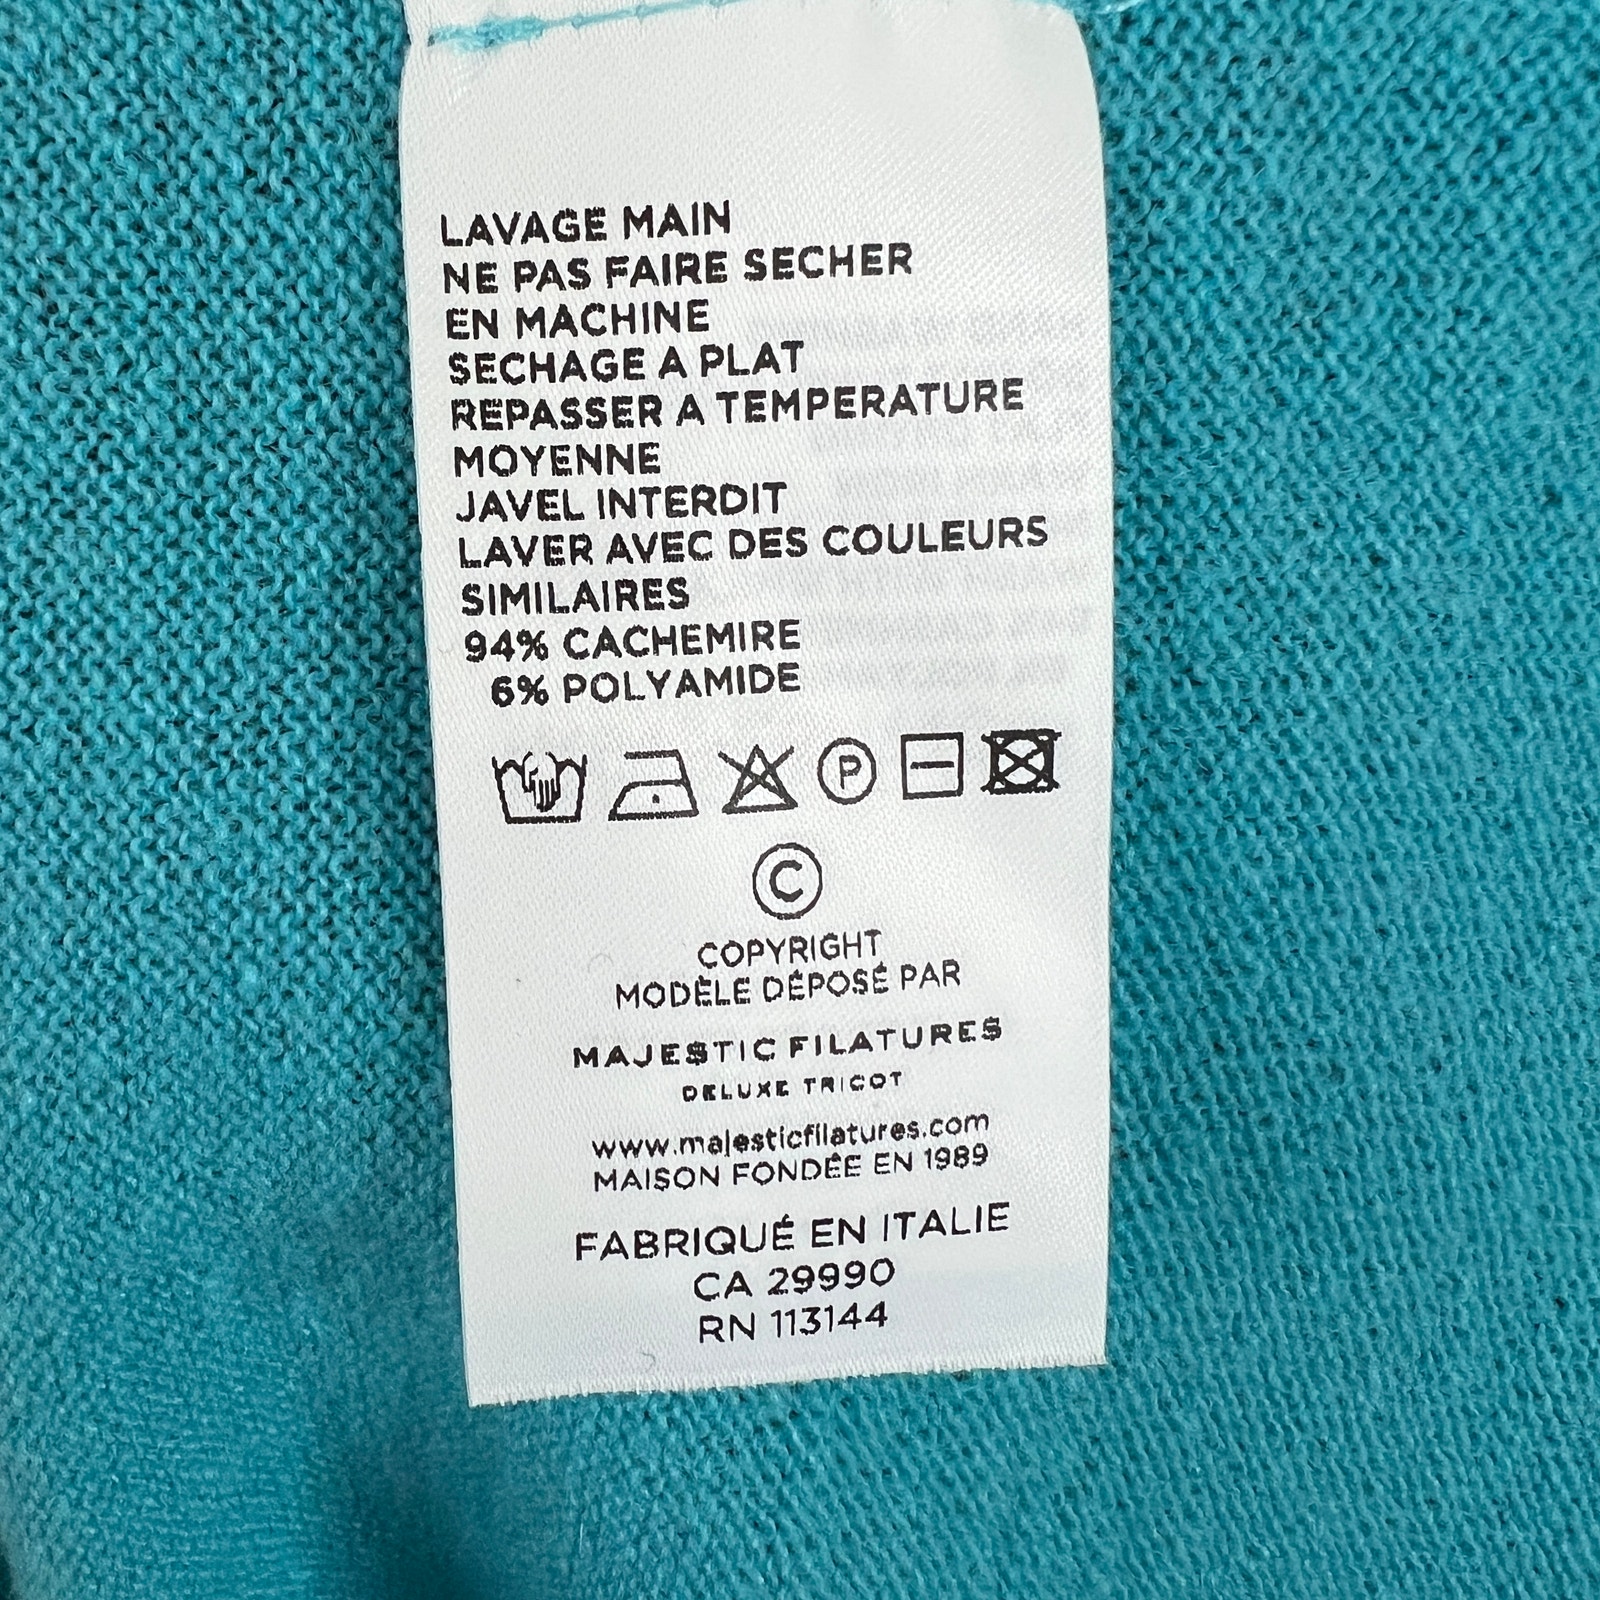 LAVAGE MAIN
NE PAS FAIRE SECHER
EN MACHINE
SECHAGE A PLAT
REPASSER A TEMPERATURE
MOYENNE
JAVEL INTERDIT
LAVER AVEC DES COULEURS
SIMILAIRES
94% CACHEMIRE
6% POLYAMIDE
P
©
COPYRIGHT
MODÈLE DÉPOSÉ PAR
MAJESTIC FILATURES
DELUXE TRICOT
www.majesticfilatures.com
MAISON FONDÉE EN 1989
FABRIQUÉ EN ITALIE
CA 29990
RN 113144